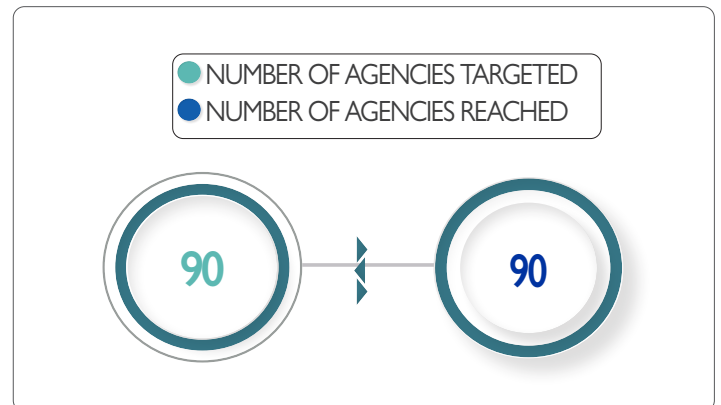 NUMBER OF AGENCIES TARGETED
NUMBER OF AGENCIES REACHED
90
90